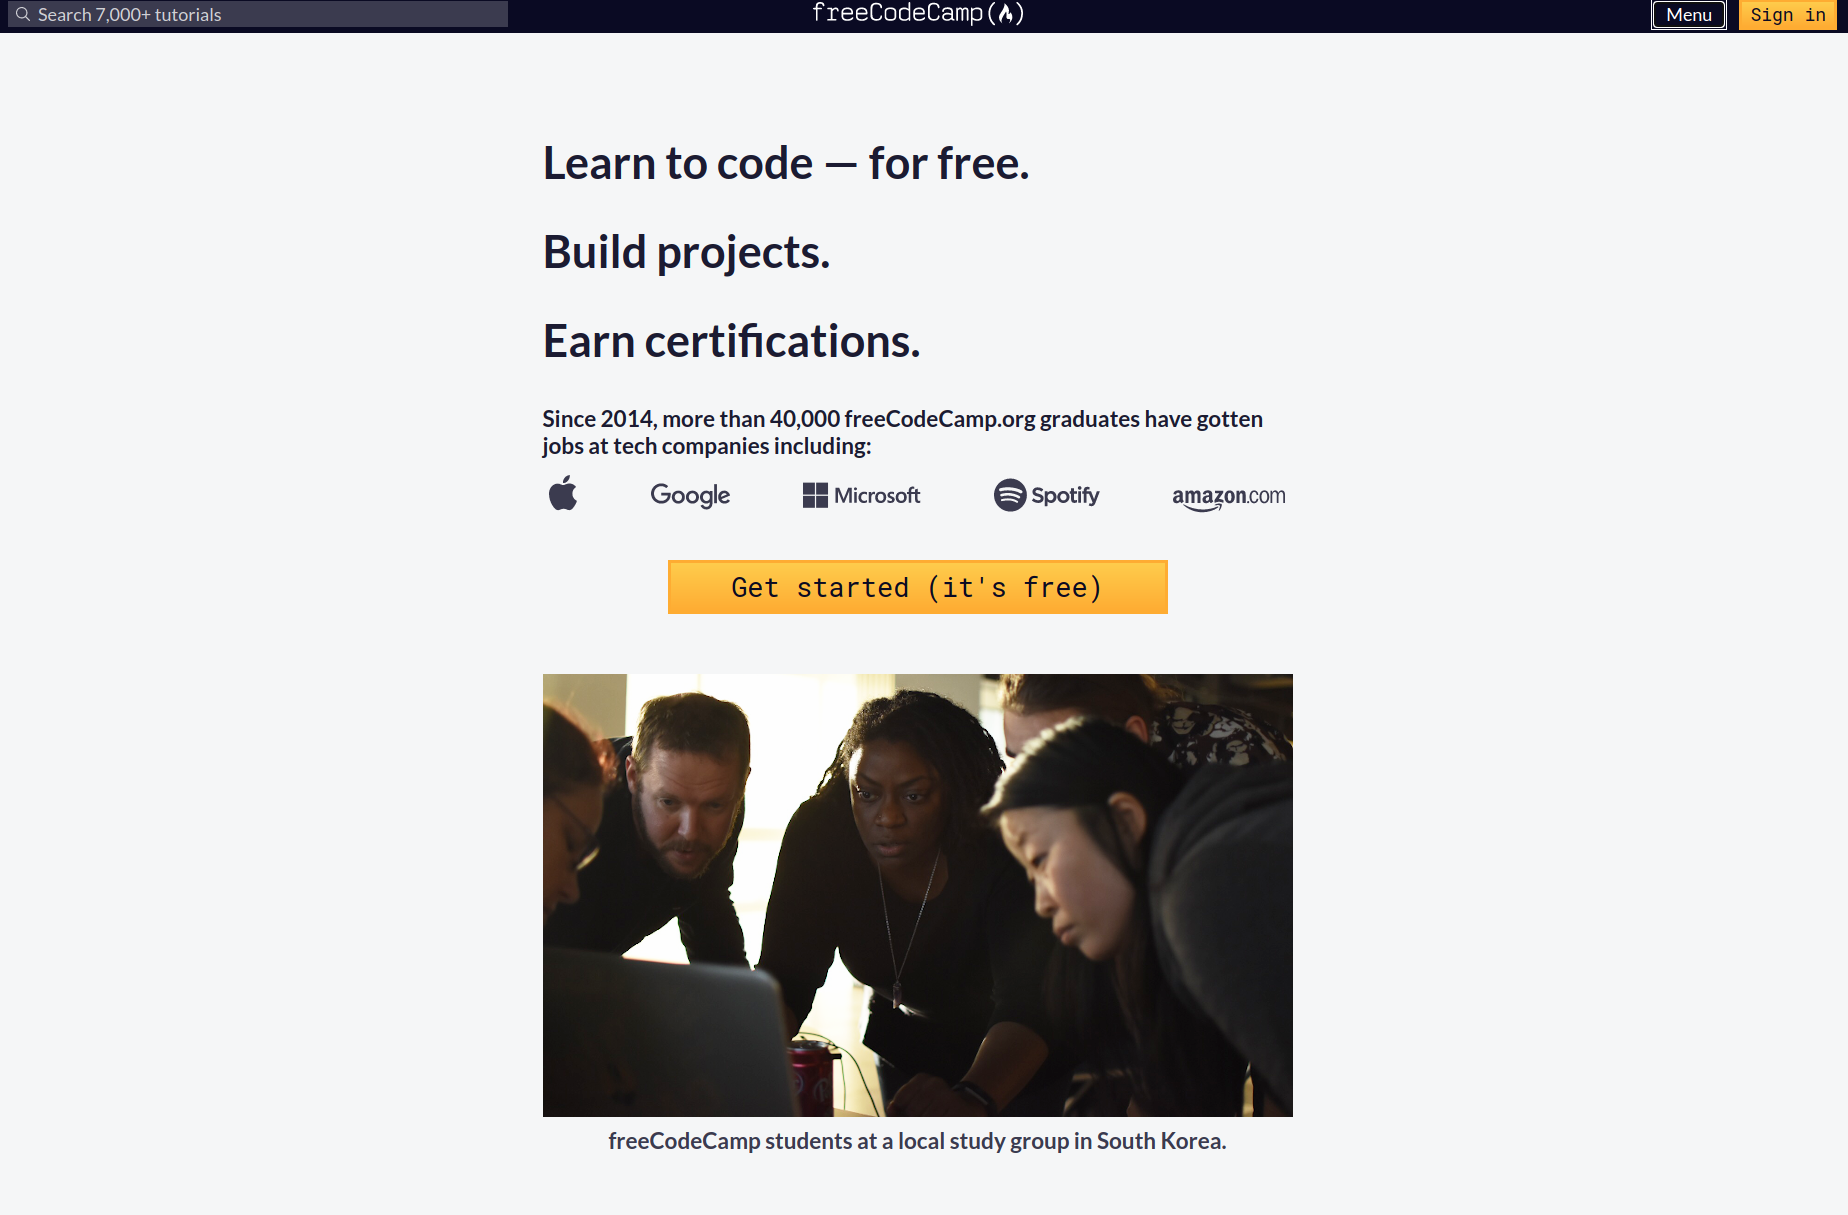 Search 7,000+ tutorials
freeCodeCamp
Menu
Sign in
Learn to code — for free.
Build projects.
Earn certifications.
Since 2014, more than 40,000 freeCodeCamp.org graduates have gotten
jobs at tech companies including:
Google
Microsoft
Spotify
amazon.com
Get started (it's free)
freeCodeCamp students at a local study group in South Korea.